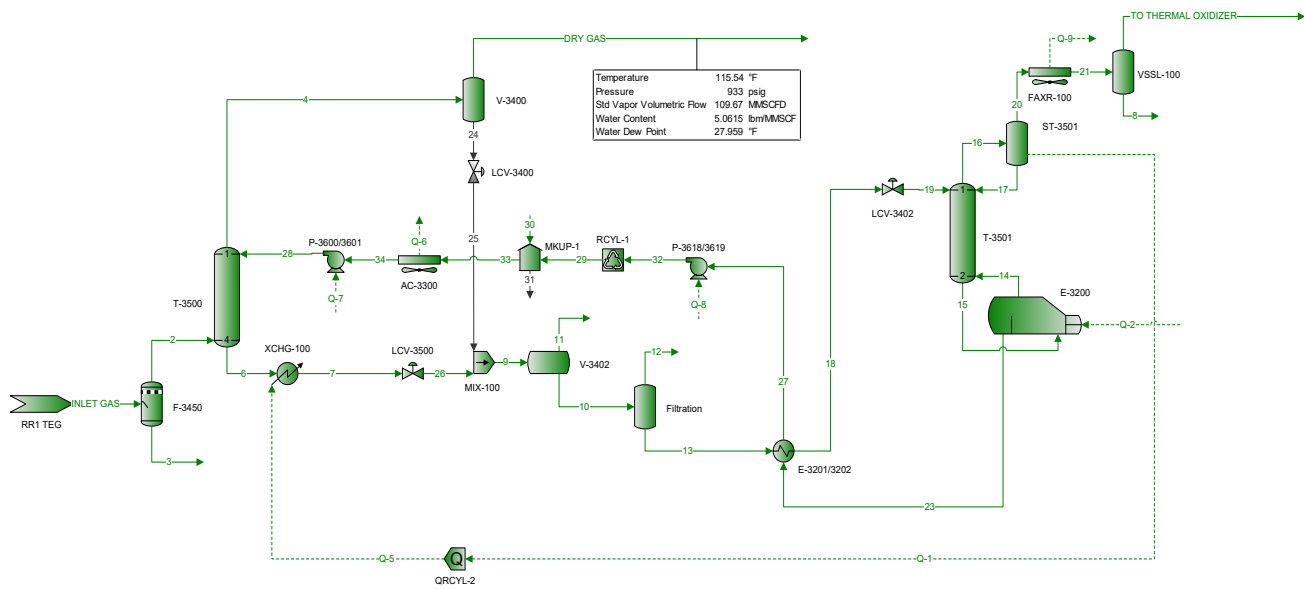 TO THERMAL OXIDIZER
Q-9
DRY GAS
21
VSSL-100
FAXR-100
Temperature 115.54 °F
Pressure 933 psig
Std Vapor Volumetric Flow 109.67 MMSCFD
Water Content 5.0615 lbm/MMSCF
Water Dew Point 27.959 °F
4
V-3400
20
8
ST-3501
24
16
LCV-3400
19
1
17
LCV-3402
30
Q-6
25
MKUP-1
RCYL-1
P-3618/3619
T-3501
P-3600/3601
28
1
34
33
29
32
2
14
AC-3300
31
Q-7
Q-8
15
E-3200
T-3500
Q-2
2
4
XCHG-100
LCV-3500
11
12
18
6
7
26
9
V-3402
MIX-100
27
10
Filtration
INLET GAS
F-3450
RR1 TEG
13
3
E-3201/3202
23
Q-5
Q
Q-1
QRCYL-2